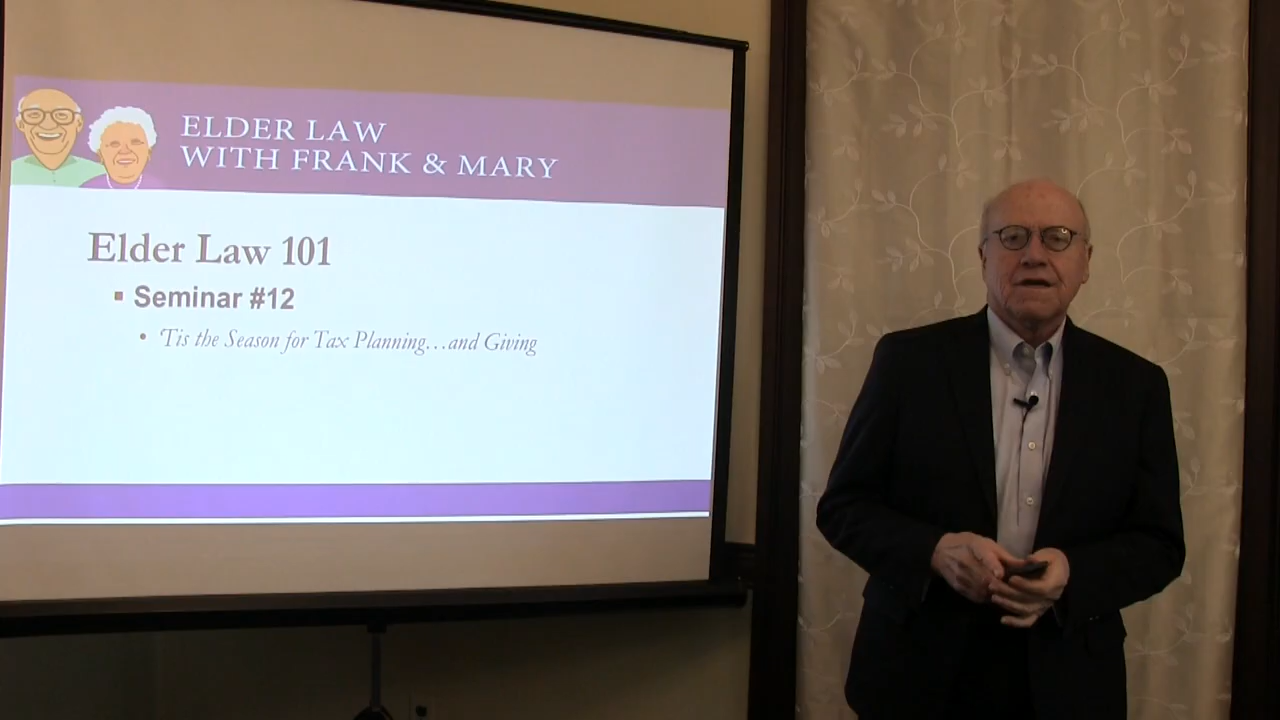 ELDER LAW
WITH FRANK & MARY
Elder Law 101
▪ Seminar #12
• 'Tis the Season for Tax Planning…and Giving